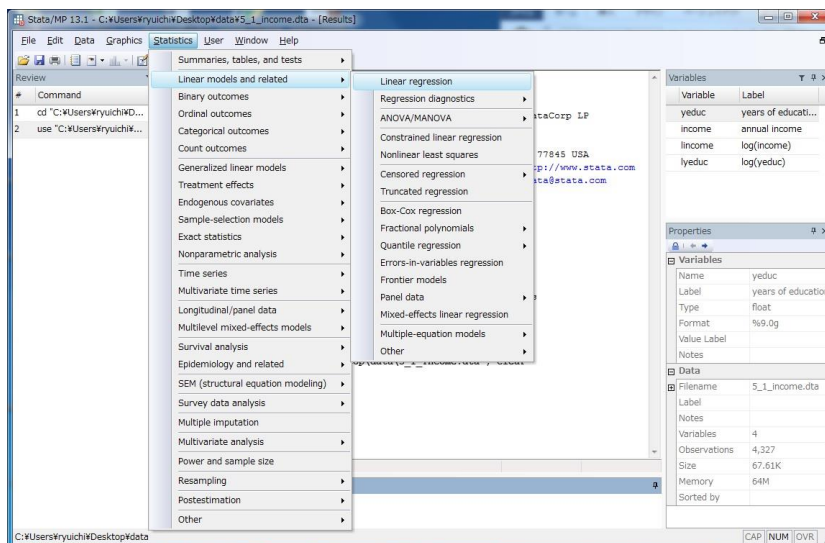 Stata/MP 13.1 - C:¥Users¥ryuichi¥Desktop¥data¥5_1_income.dta - [Results]
File Edit Data Graphics Statistics User Window Help
Review
# Command
1 cd "C:¥Users¥ryuichi¥D...
2 use "C:¥Users¥ryuichi¥...
Summaries, tables, and tests
Linear models and related
Binary outcomes
Ordinal outcomes
Categorical outcomes
Count outcomes
Generalized linear models
Treatment effects
Endogenous covariates
Sample-selection models
Exact statistics
Nonparametric analysis
Time series
Multivariate time series
Longitudinal/panel data
Multilevel mixed-effects models
Survival analysis
Epidemiology and related
SEM (structural equation modeling)
Survey data analysis
Multiple imputation
Multivariate analysis
Power and sample size
Resampling
Postestimation
Other
Linear regression
Regression diagnostics
ANOVA/MANOVA
Constrained linear regression
Nonlinear least squares
Censored regression
Truncated regression
Box-Cox regression
Fractional polynomials
Quantile regression
Errors-in-variables regression
Frontier models
Panel data
Mixed-effects linear regression
Multiple-equation models
Other
taCorp LP
77845 USA
tp://www.stata.com
ata@stata.com
Variables
Variable Label
yeduc years of educati...
income annual income
lincome log(income)
lyeduc log(yeduc)
Properties
Variables
Name yeduc
Label years of educatio
Type float
Format %9.0g
Value Label
Notes
Data
Filename 5_1_income.dta
Label
Notes
Variables 4
Observations 4,327
Size 67.61K
Memory 64M
Sorted by
C:¥Users¥ryuichi¥Desktop¥data
CAP NUM OVR